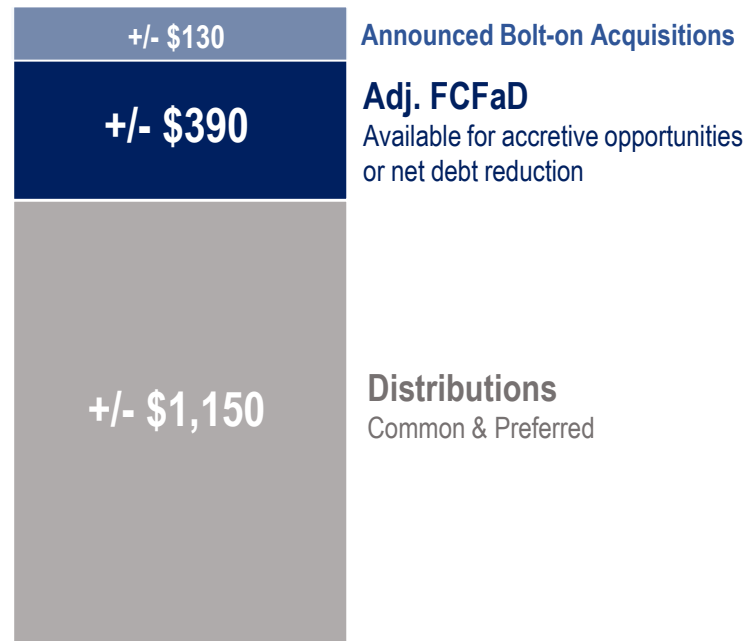 +/- $130
Announced Bolt-on Acquisitions
+/- $390
Adj. FCFaD
Available for accretive opportunities
or net debt reduction
+/- $1,150
Distributions
Common & Preferred